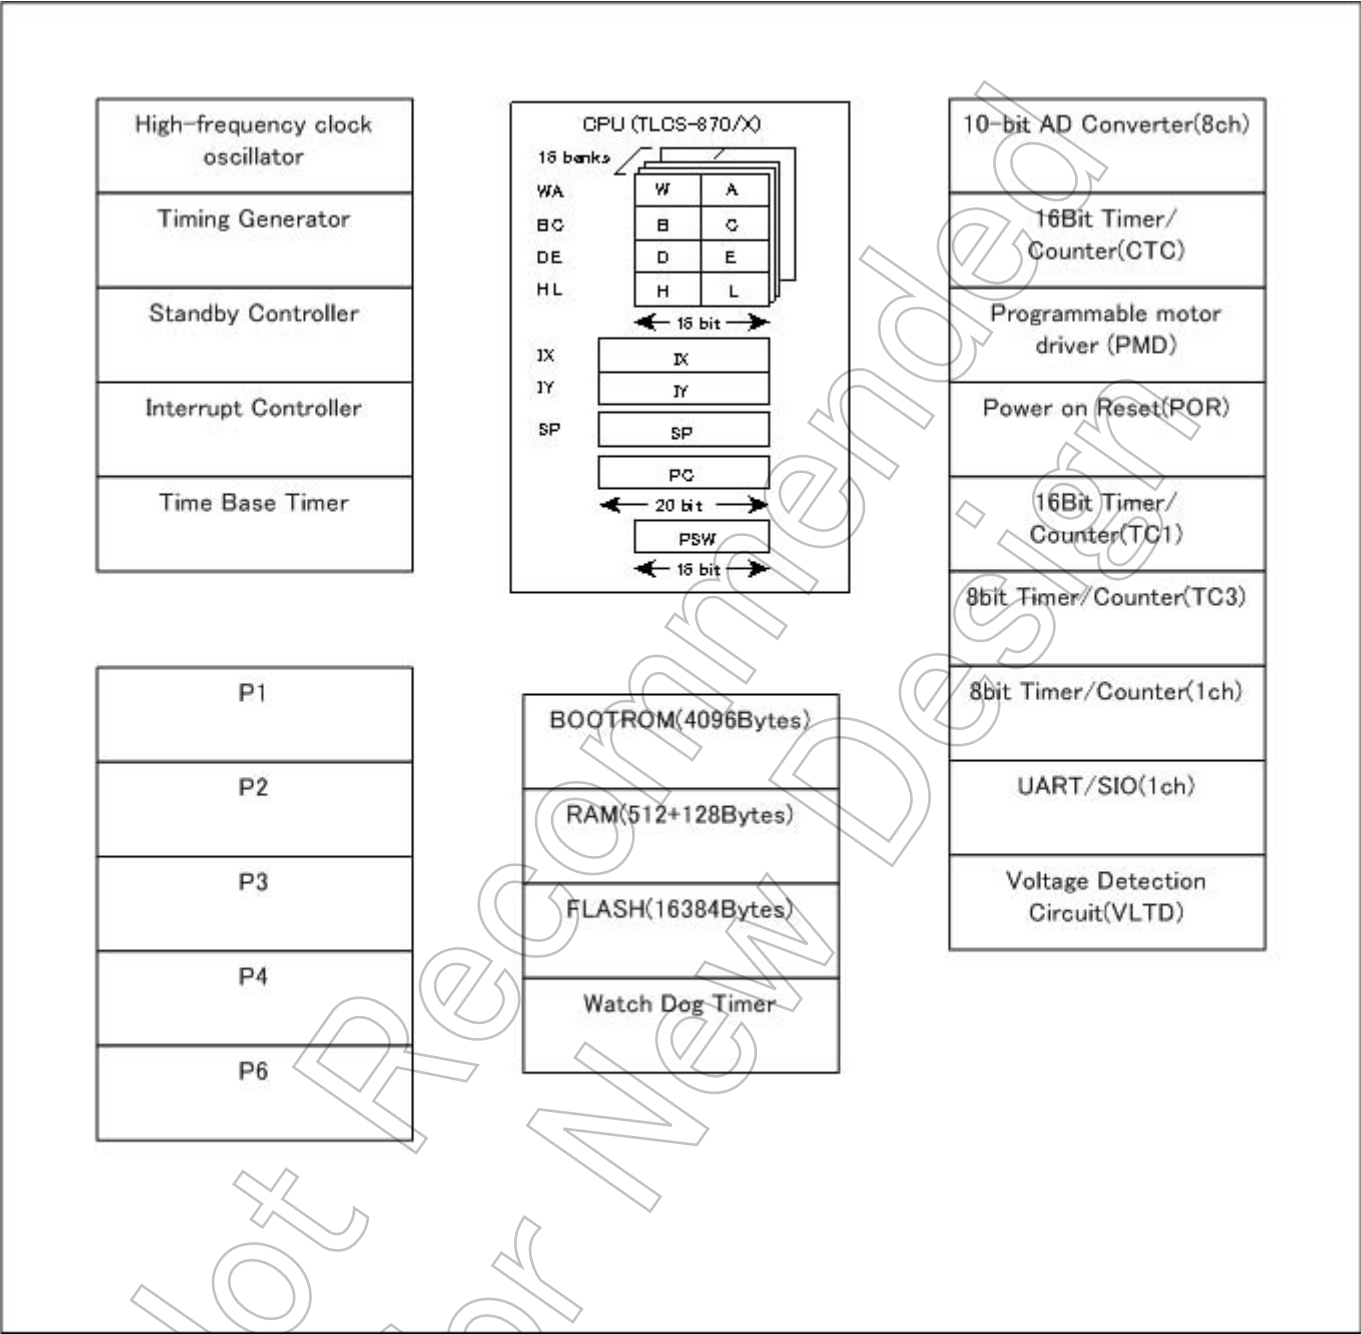 High-frequency clock
oscillator
Timing Generator
Standby Controller
Interrupt Controller
Time Base Timer
CPU (TLCS-870/X)
16 banks
WA
W
A
BC
B
C
DE
D
E
HL
H
L
16 bit
IX
IX
IY
IY
SP
SP
PC
20 bit
PSW
16 bit
10-bit AD Converter(8ch)
16Bit Timer/
Counter(CTC)
Programmable motor
driver (PMD)
Power on Reset(POR)
16Bit Timer/
Counter(TC1)
8bit Timer/Counter(TC3)
8bit Timer/Counter(1ch)
UART/SIO(1ch)
Voltage Detection
Circuit(VLTD)
P1
P2
P3
P4
P6
BOOTROM(4096Bytes)
RAM(512+128Bytes)
FLASH(16384Bytes)
Watch Dog Timer
Not Recommended
for New Design